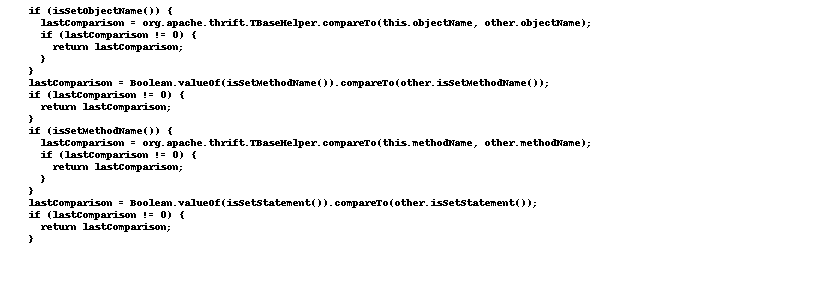 if (isSetObjectName()) {
lastComparison = org.apache.thrift.TBaseHelper.compareTo(this.objectName, other.objectName);
if (lastComparison != 0) {
return lastComparison;
}
}
lastComparison = Boolean.valueOf(isSetMethodName()).compareTo(other.isSetMethodName());
if (lastComparison != 0) {
return lastComparison;
}
if (isSetMethodName()) {
lastComparison = org.apache.thrift.TBaseHelper.compareTo(this.methodName, other.methodName);
if (lastComparison != 0) {
return lastComparison;
}
}
lastComparison = Boolean.valueOf(isSetStatement()).compareTo(other.isSetStatement());
if (lastComparison != 0) {
return lastComparison;
}